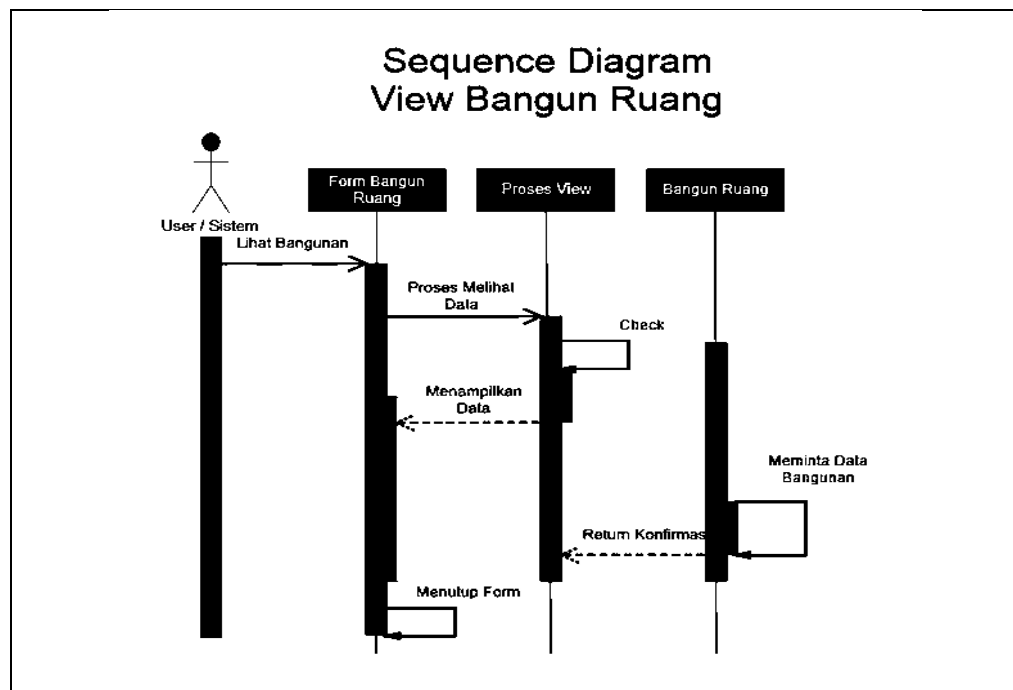 Sequence Diagram
View Bangun Ruang
User / Sistem
Form Bangun
Ruang
Proses View
Bangun Ruang
Lihat Bangunan
Proses Melihat
Data
Check
Menampilkan
Data
Meminta Data
Bangunan
Return Konfirmas
Menutup Form